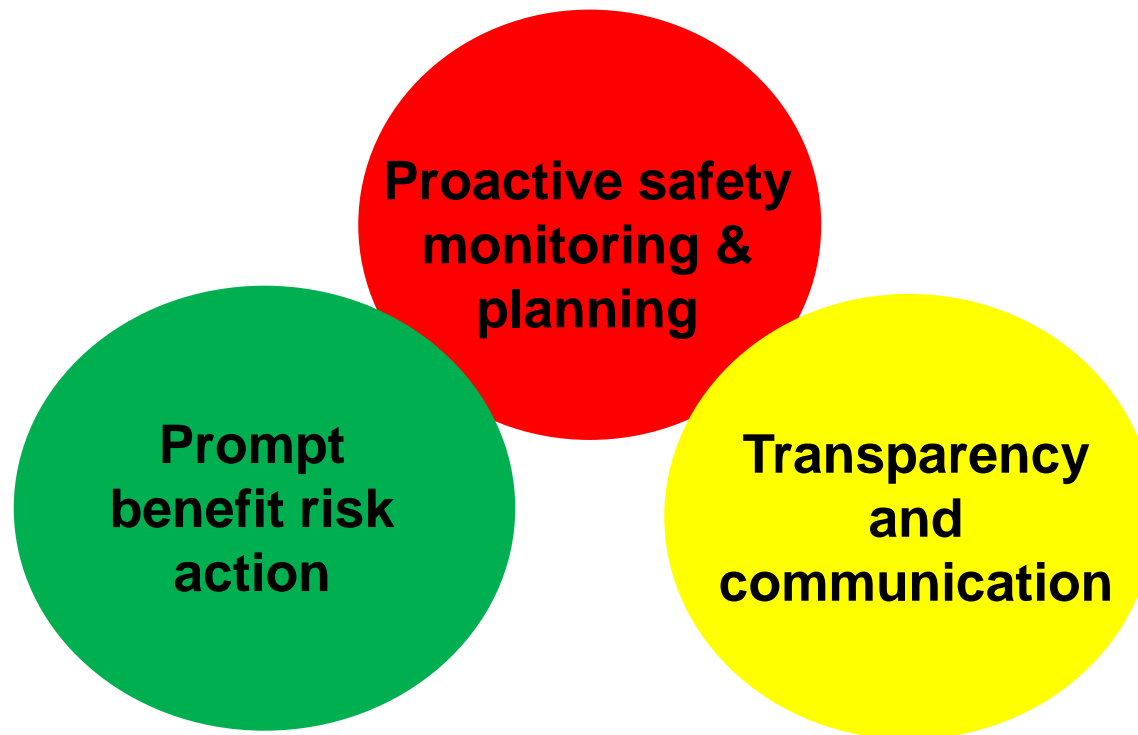 Proactive safety
monitoring &
planning
Prompt
benefit risk
action
Transparency
and
communication